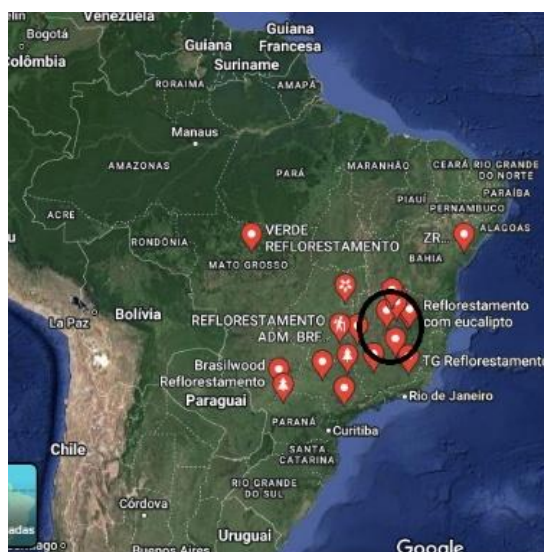 Venezuela
Bogotá
Colômbia
Guiana
Guiana
Francesa
Suriname
RORAIMA
AMAPÁ
Manaus
AMAZONAS
PARÁ
MARANHÃO
CEARÁ
RIO GRANDE
DO NORTE
PARAÍBA
PIAUÍ
PERNAMBUCO
ACRE
ALAGOAS
RONDÔNIA
VERDE
REFLORESTAMENTO
ZR...
MATO GROSSO
BAHIA
La Paz
Bolívia
REFLORESTAMENTO
ADM. BRF...
Reflorestamento
com eucalipto
Brasilwood
Reflorestamento
TG Reflorestamento
Paraguai
Rio de Janeiro
PARANÁ
Curitiba
Chile
SANTA
CATARINA
RIO GRANDE
DO SUL
Córdova
Uruguai
Buenos Aires
Google